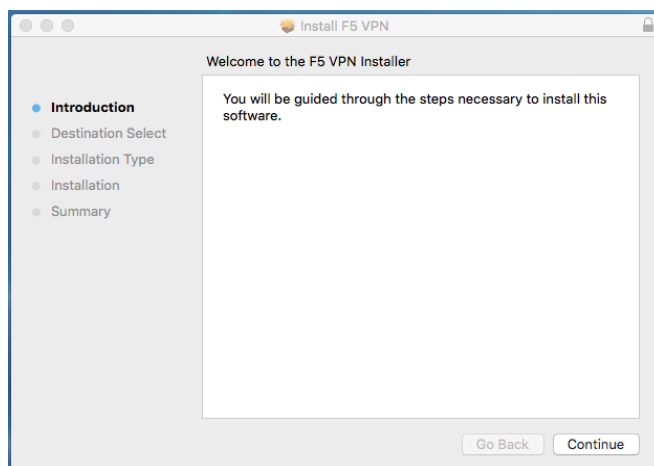 Install F5 VPN
Welcome to the F5 VPN Installer
Introduction
Destination Select
Installation Type
Installation
Summary
You will be guided through the steps necessary to install this
software.
Go Back
Continue